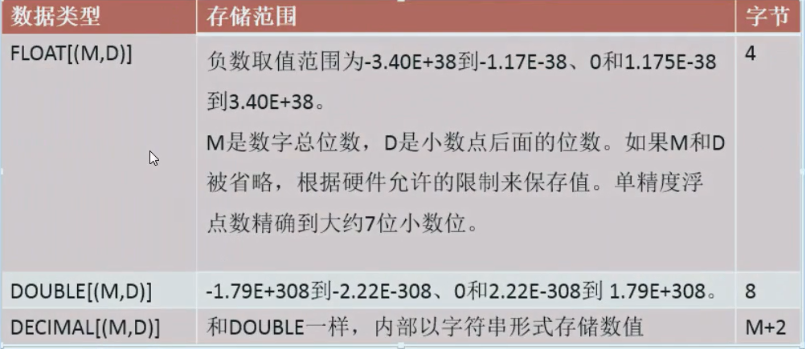 数据类型 存储范围 字节
FLOAT[(M,D)] 负数取值范围为-3.40E+38到-1.17E-38、0和1.175E-38 4
到3.40E+38。
M是数字总位数，D是小数点后面的位数。如果M和D
被省略，根据硬件允许的限制来保存值。单精度浮
点数精确到大约7位小数位。
DOUBLE[(M,D)] -1.79E+308到-2.22E-308、0和2.22E-308到 1.79E+308。 8
DECIMAL[(M,D)] 和DOUBLE一样，内部以字符串形式存储数值 M+2